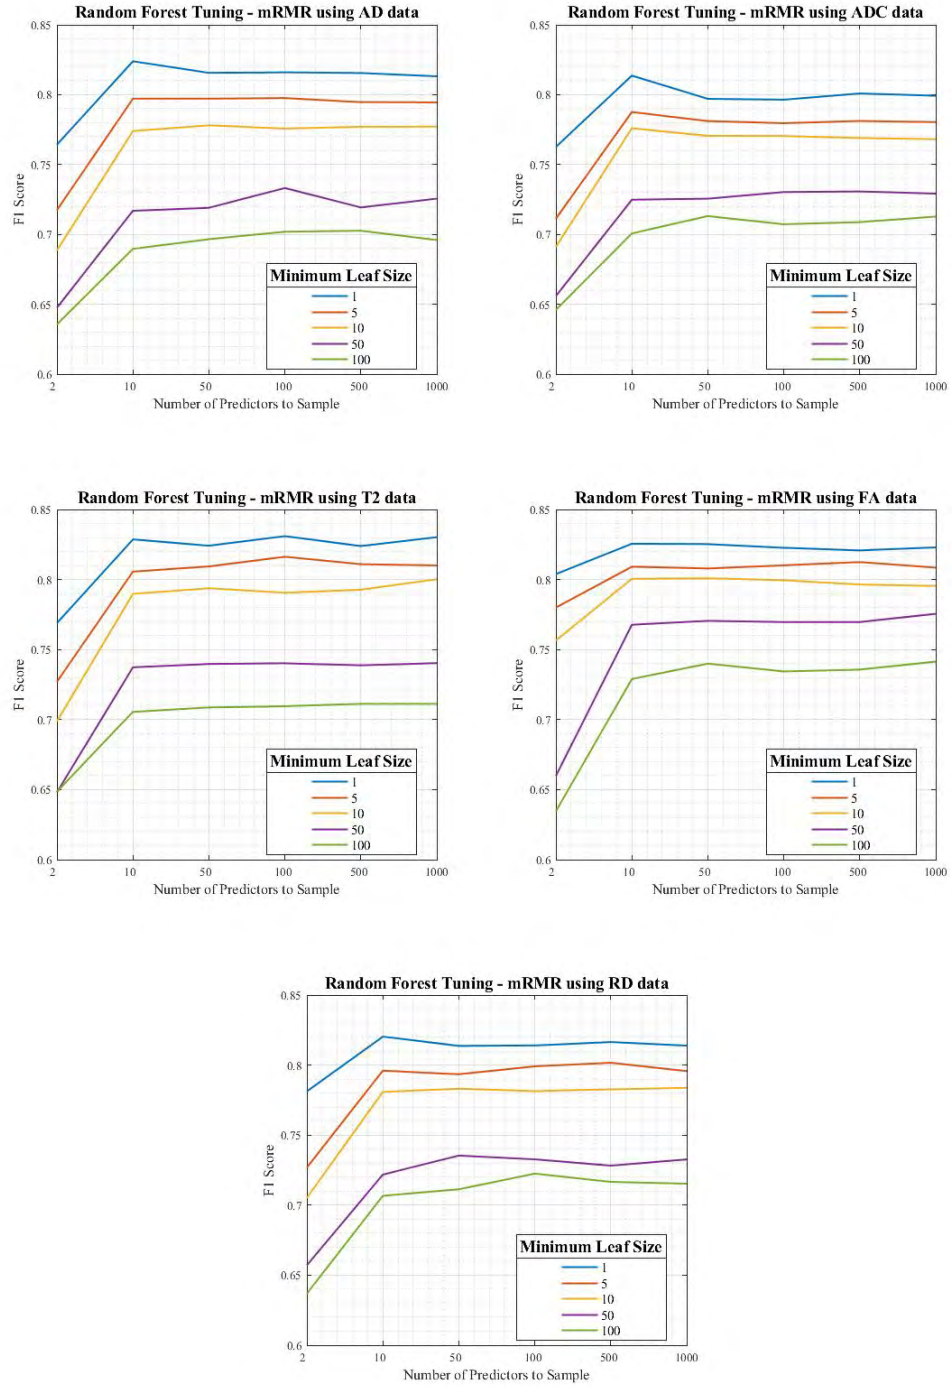 Random Forest Tuning - mRMR using AD data
0.85
0.8
0.75
0.7
0.65
0.6
F1 Score
Minimum Leaf Size
1
5
10
50
100
2 10 50 100 500 1000
Number of Predictors to Sample
Random Forest Tuning - mRMR using ADC data
0.85
0.8
0.75
0.7
0.65
0.6
F1 Score
Minimum Leaf Size
1
5
10
50
100
2 10 50 100 500 1000
Number of Predictors to Sample
Random Forest Tuning - mRMR using T2 data
0.85
0.8
0.75
0.7
0.65
0.6
F1 Score
Minimum Leaf Size
1
5
10
50
100
2 10 50 100 500 1000
Number of Predictors to Sample
Random Forest Tuning - mRMR using FA data
0.85
0.8
0.75
0.7
0.65
0.6
F1 Score
Minimum Leaf Size
1
5
10
50
100
2 10 50 100 500 1000
Number of Predictors to Sample
Random Forest Tuning - mRMR using RD data
0.85
0.8
0.75
0.7
0.65
0.6
F1 Score
Minimum Leaf Size
1
5
10
50
100
2 10 50 100 500 1000
Number of Predictors to Sample